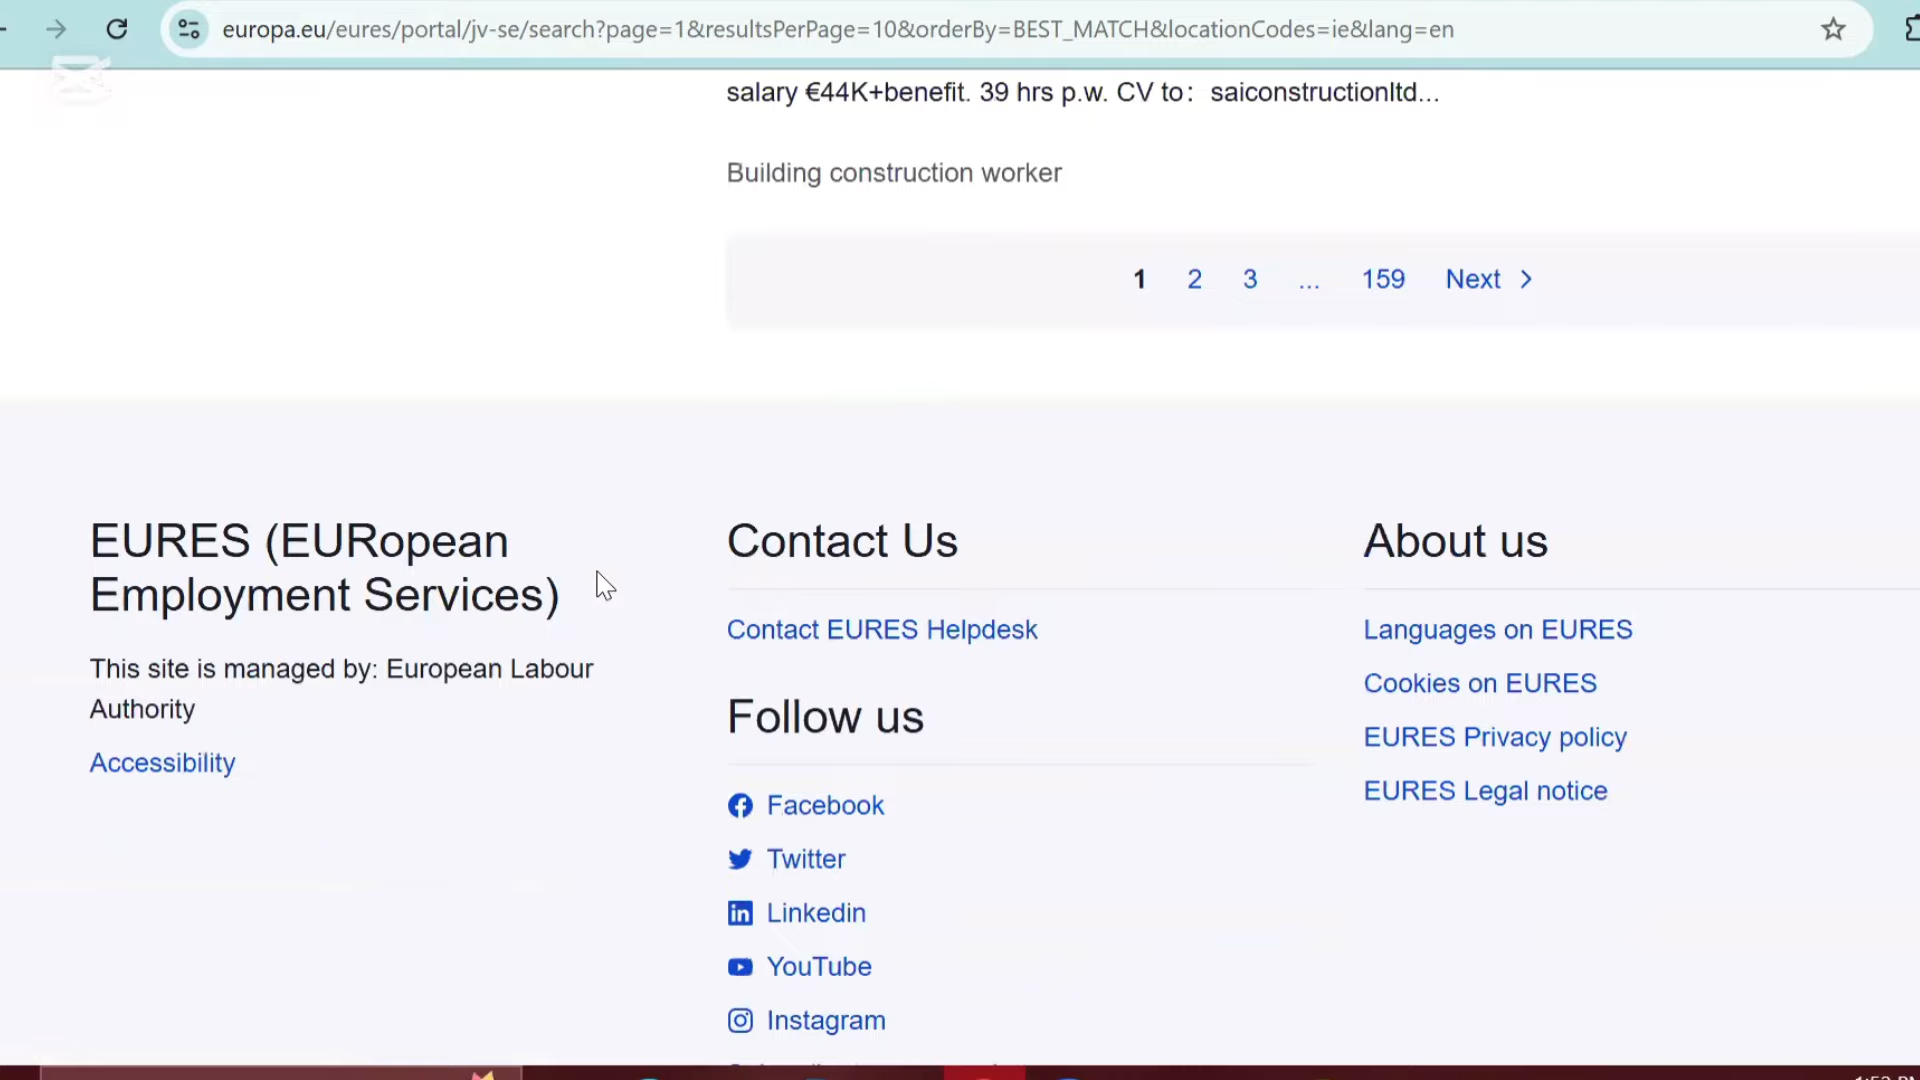 europa.eu/eures/portal/jv-se/search?page=1&resultsPerPage=10&orderBy=BEST_MATCH&locationCodes=ie&lang=en
salary €44K+benefit. 39 hrs p.w. CV to： saiconstructionltd...
Building construction worker
1 2 3 ... 159 Next
EURES (EURopean
Employment Services)
This site is managed by: European Labour
Authority
Accessibility
Contact Us
Contact EURES Helpdesk
Follow us
Facebook
Twitter
Linkedin
YouTube
Instagram
About us
Languages on EURES
Cookies on EURES
EURES Privacy policy
EURES Legal notice